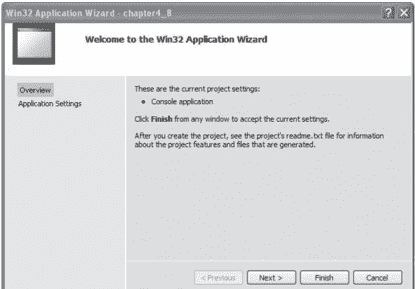 Win32 Application Wizard - chapter4_8
Welcome to the Win32 Application Wizard
Overview
Application Settings
These are the current project settings:
• Console application
Click Finish from any window to accept the current settings.
After you create the project, see the project's readme.txt file for information
about the project features and files that are generated.
< Previous
Next >
Finish
Cancel